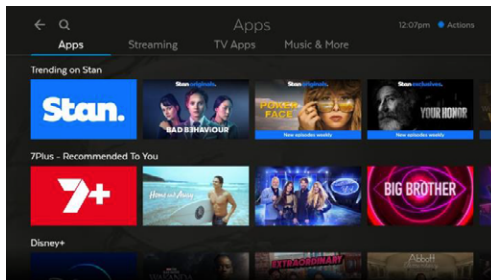 Apps
12:07pm Actions
Apps Streaming TV Apps Music & More
Trending on Stan
Stan.
Stan originals.
BAD BEHAVIOUR
Stan originals.
POKER
FACE
New episodes weekly
Stan exclusives.
YOUR HONOR
New episodes weekly
7Plus - Recommended To You
7+
Home and Away
BIG BROTHER
Disney+
EXTRAORDINARY
Abbott